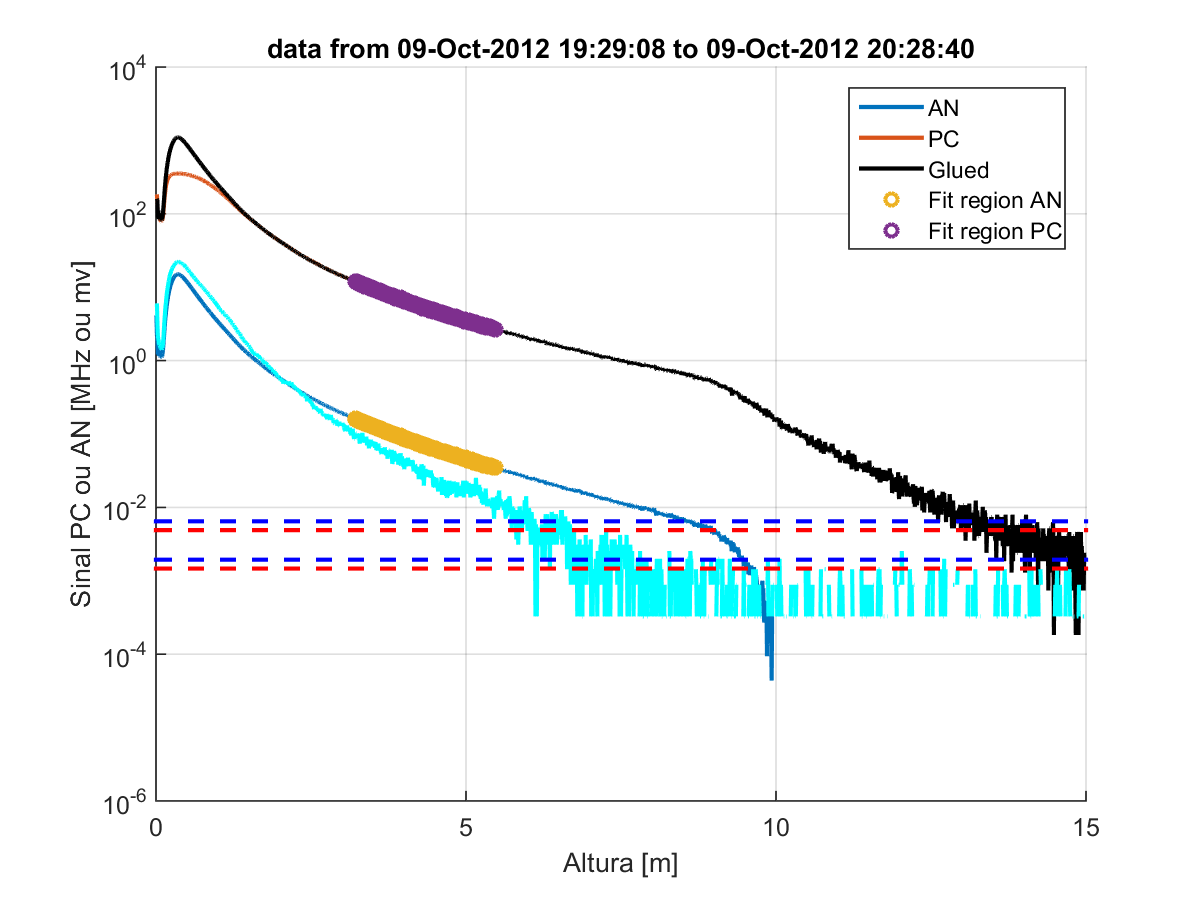 data from 09-Oct-2012 19:29:08 to 09-Oct-2012 20:28:40
AN
PC
Glued
Fit region AN
Fit region PC
Sinal PC ou AN [MHz ou mv]
10^4
10^2
10^0
10^-2
10^-4
10^-6
0 5 10 15
Altura [m]